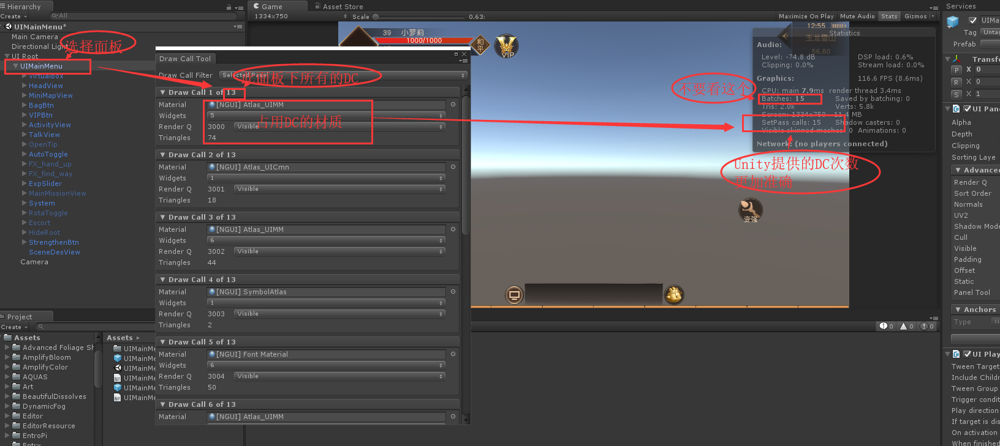 Hierarchy
Create
All
UIMainMenu*
Main Camera
Directional Light
UI Root
UIMainMenu
Virtualbox
HeadView
MiniMapView
BagBtn
VIPBtn
ActivityView
TalkView
OpenTip
AutoToggle
FX_hand_up
FX_find_way
ExpSlider
MainMissionView
System
RotaToggle
Escort
HideRoot
StrengthenBtn
SceneDesView
Camera
选择面板
Draw Call Tool
Draw Call Filter
Selected Panel
此面板下所有的DC
Draw Call 1 of 13
Material [NGUI] Atlas_UIMM
Widgets 5
Render Q 3000 Visible
Triangles 74
占用DC的材质
Draw Call 2 of 13
Material [NGUI] Atlas_UICmn
Widgets 1
Render Q 3001 Visible
Triangles 18
Draw Call 3 of 13
Material [NGUI] Atlas_UIMM
Widgets 6
Render Q 3002 Visible
Triangles 44
Draw Call 4 of 13
Material [NGUI] SymbolAtlas
Widgets 1
Render Q 3003 Visible
Triangles 2
Draw Call 5 of 13
Material [NGUI] Font Material
Widgets 6
Render Q 3004 Visible
Triangles 50
Draw Call 6 of 13
Material [NGUI] Atlas_UIMM
Game
Asset Store
1334x750
Scale 0.63:
Maximize On Play Mute Audio Stats Gizmos
39 小萝莉
1000/1000
和平
VIP
12:55
玉龙雪山
56.60
Statistics
Audio:
Level: -74.8 dB DSP load: 0.6%
Clipping: 0.0% Stream load: 0.0%
Graphics: 116.6 FPS (8.6ms)
CPU: main 7.9ms render thread 3.4ms
Batches: 15 Saved by batching: 0
Tris: 2.0k Verts: 5.8k
Screen: 1334x750 - 11.4 MB
SetPass calls: 15 Shadow casters: 0
Visible skinned meshes: 0 Animations: 0
Network: (no players connected)
不要看这个
Unity提供的DC次数
更加准确
变强
0 0 0
Project
Create
Assets
Advanced Foliage Sh
AmplifyBloom
AmplifyColor
AQUAS
Art
BeautifulDissolves
DynamicFog
Editor
EditorResource
EntroPi
Entry
Assets
UIMainMe
UIMainMe
UIMainMe
UIMainMe
UIMainMe
UIMainMe
Services
UIMa
Tag Untag
Prefab
Transfo
P X 0
R X 0
S X 1
UI Pan
Alpha
Depth
Clipping
Sorting Laye
Advanced
Render Q
Sort Order
Normals
UV2
Shadow Mode
Cull
Visible
Padding
Offset
Static
Panel Tool
Anchors
Type N
UI Play
Tween Target
Include Childr
Tween Group
Trigger condit
Play direction
If target is dis
On activation
When finished